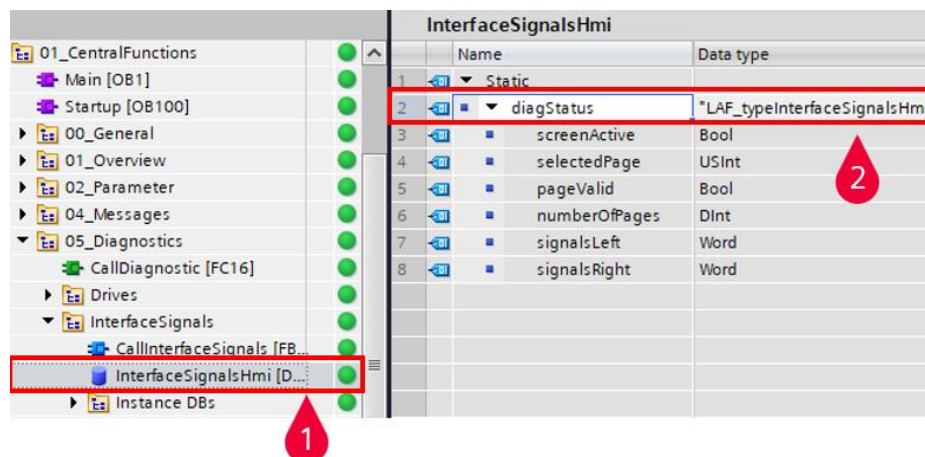 InterfaceSignalsHmi
Name Data type
01_CentralFunctions
Main [OB1]
Startup [OB100]
00_General
01_Overview
02_Parameter
04_Messages
05_Diagnostics
CallDiagnostic [FC16]
Drives
InterfaceSignals
CallInterfaceSignals [FB...
InterfaceSignalsHmi [D...
Instance DBs
1 Static
2 diagStatus "LAF_typeInterfaceSignalsHm
3 screenActive Bool
4 selectedPage USInt
5 pageValid Bool
6 numberOfPages DInt
7 signalsLeft Word
8 signalsRight Word
1
2